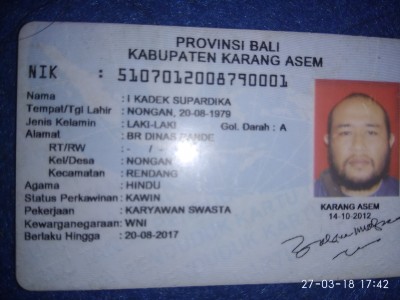 PROVINSI BALI
KABUPATEN KARANG ASEM
NIK : 5107012008790001
Nama : I KADEK SUPARDIKA
Tempat/Tgl Lahir : NONGAN, 20-08-1979
Jenis Kelamin : LAKI-LAKI Gol. Darah : A
Alamat : BR DINAS PANDE
RT/RW : - / -
Kel/Desa : NONGAN
Kecamatan : RENDANG
Agama : HINDU
Status Perkawinan : KAWIN
Pekerjaan : KARYAWAN SWASTA
Kewarganegaraan : WNI
Berlaku Hingga : 20-08-2017
KARANG ASEM
14-10-2012
27-03-18 17:42